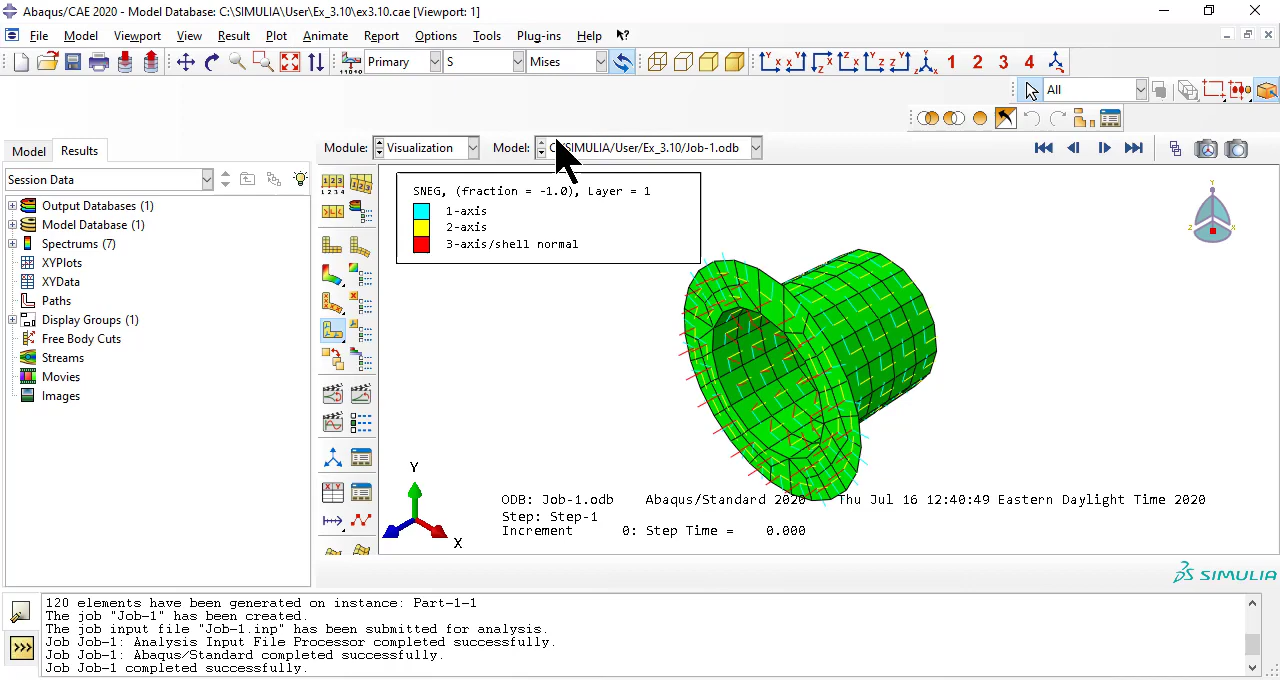 Abaqus/CAE 2020 - Model Database: C:\SIMULIA\User\Ex_3.10\ex3.10.cae [Viewport: 1]
File Model Viewport View Result Plot Animate Report Options Tools Plug-ins Help
Primary S Mises 1 2 3 4
All
Model Results Module: Visualization Model: C:/SIMULIA/User/Ex_3.10/Job-1.odb
Session Data
Output Databases (1)
Model Database (1)
Spectrums (7)
XYPlots
XYData
Paths
Display Groups (1)
Free Body Cuts
Streams
Movies
Images
SNEG, (fraction = -1.0), Layer = 1
1-axis
2-axis
3-axis/shell normal
Y
Z X
Y
X
ODB: Job-1.odb Abaqus/Standard 2020 Thu Jul 16 12:40:49 Eastern Daylight Time 2020
Step: Step-1
Increment 0: Step Time = 0.000
SIMULIA
120 elements have been generated on instance: Part-1-1
The job "Job-1" has been created.
The job input file "Job-1.inp" has been submitted for analysis.
Job Job-1: Analysis Input File Processor completed successfully.
Job Job-1: Abaqus/Standard completed successfully.
Job Job-1 completed successfully.